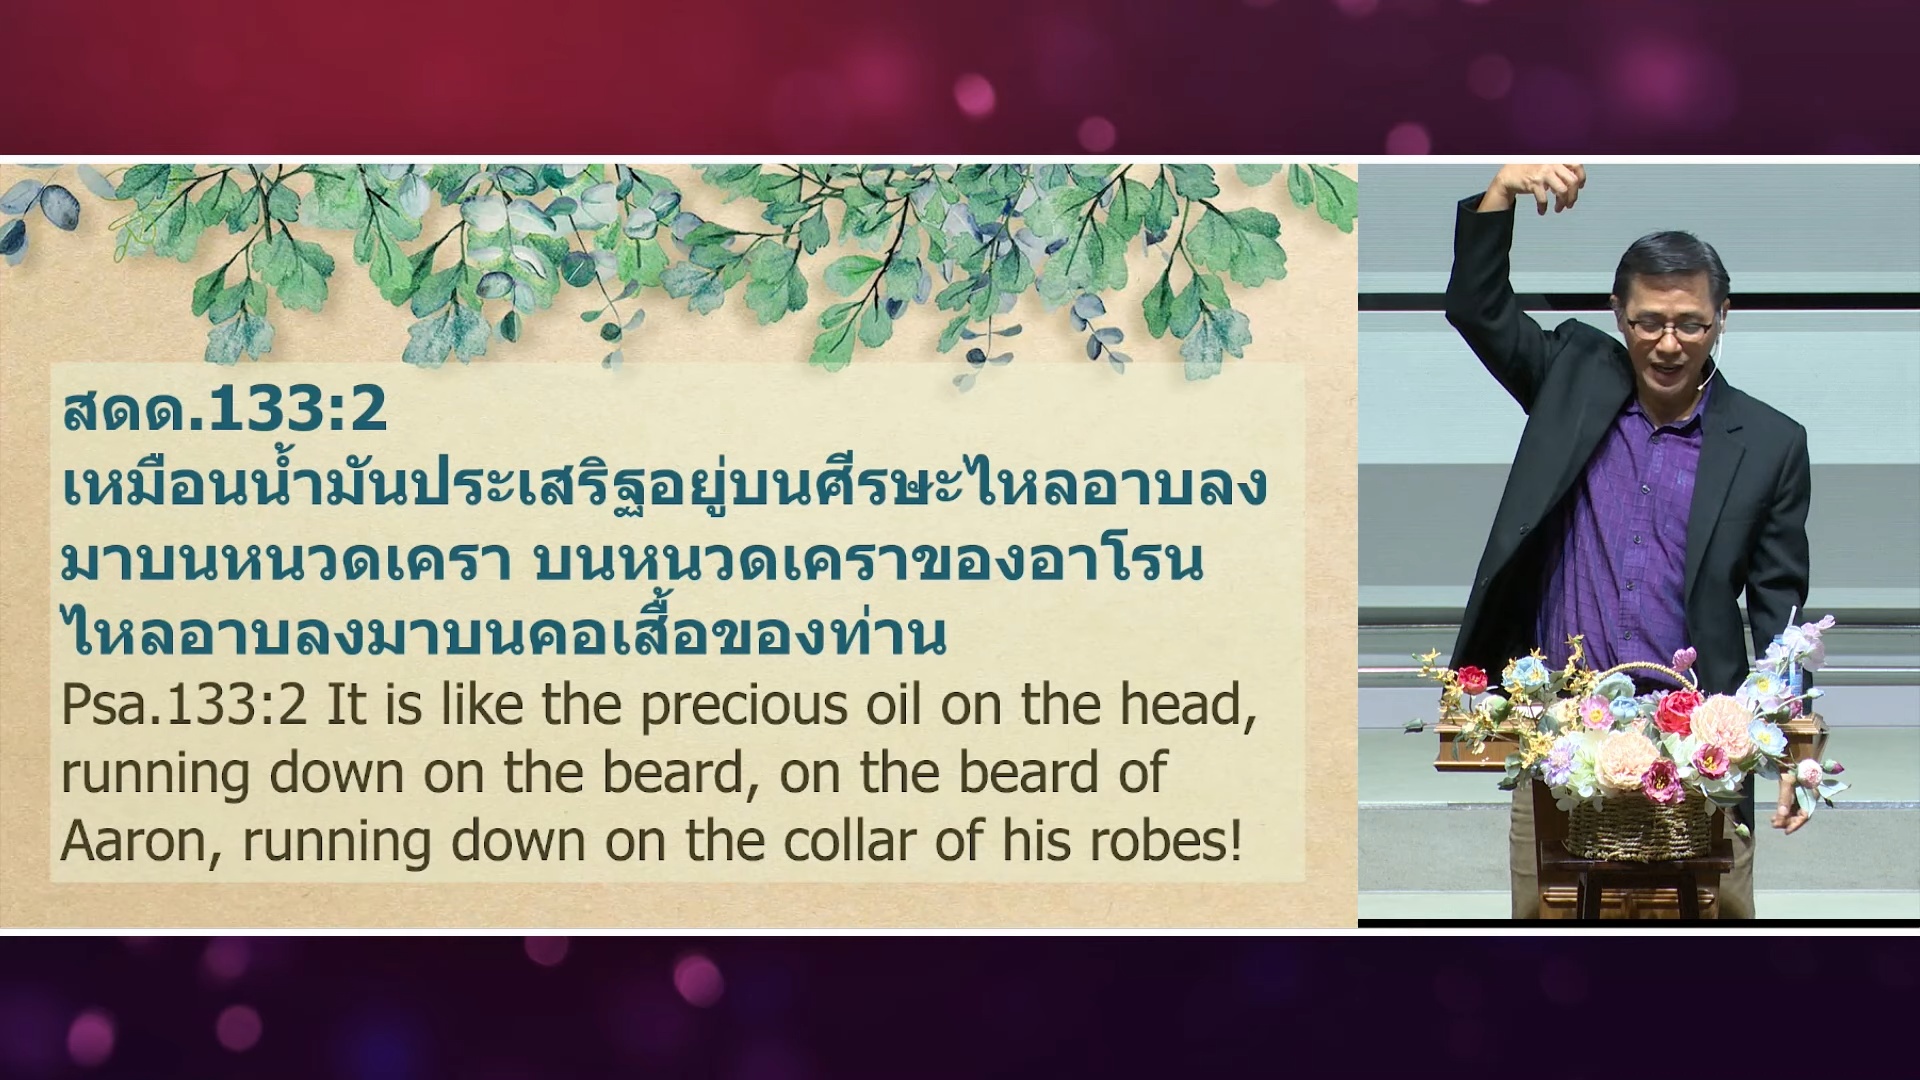 สดด.133:2
เหมือนน้ำมันประเสริฐอยู่บนศีรษะไหลอาบลง
มาบนหนวดเครา บนหนวดเคราของอาโรน
ไหลอาบลงมาบนคอเสื้อของท่าน
Psa.133:2 It is like the precious oil on the head,
running down on the beard, on the beard of
Aaron, running down on the collar of his robes!